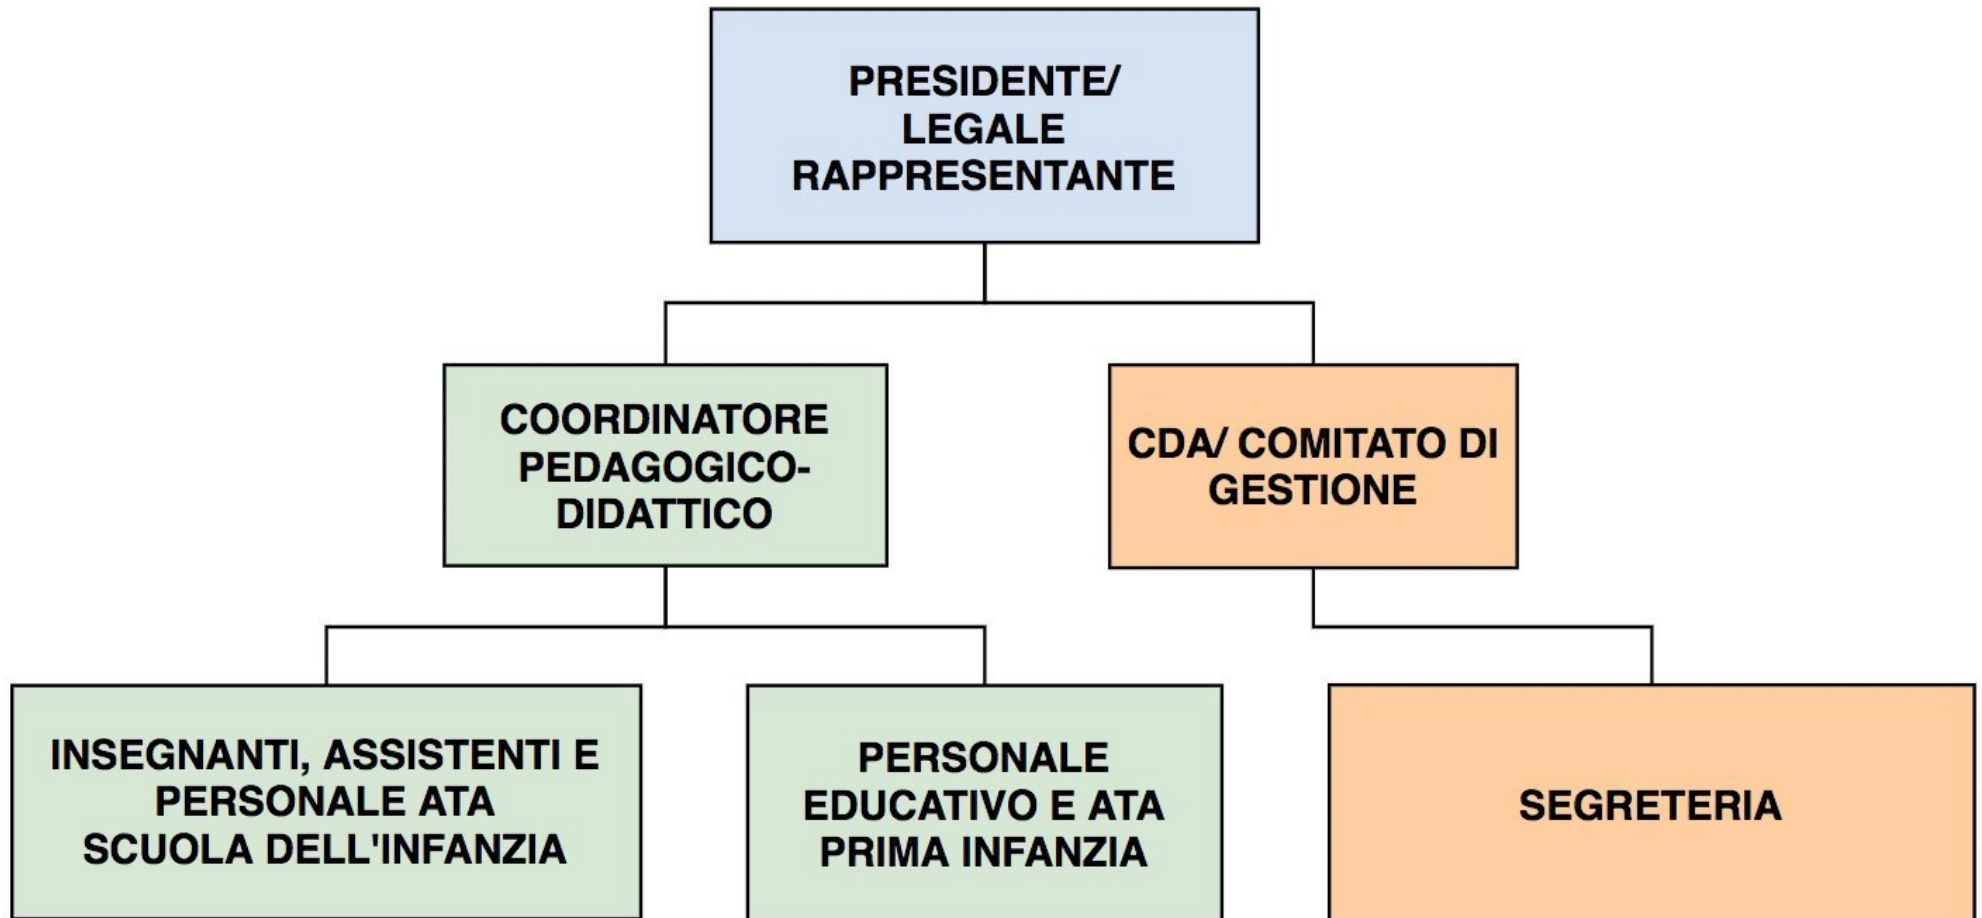 PRESIDENTE/
LEGALE
RAPPRESENTANTE
COORDINATORE
PEDAGOGICO-
DIDATTICO
CDA/ COMITATO DI
GESTIONE
INSEGNANTI, ASSISTENTI E
PERSONALE ATA
SCUOLA DELL'INFANZIA
PERSONALE
EDUCATIVO E ATA
PRIMA INFANZIA
SEGRETERIA